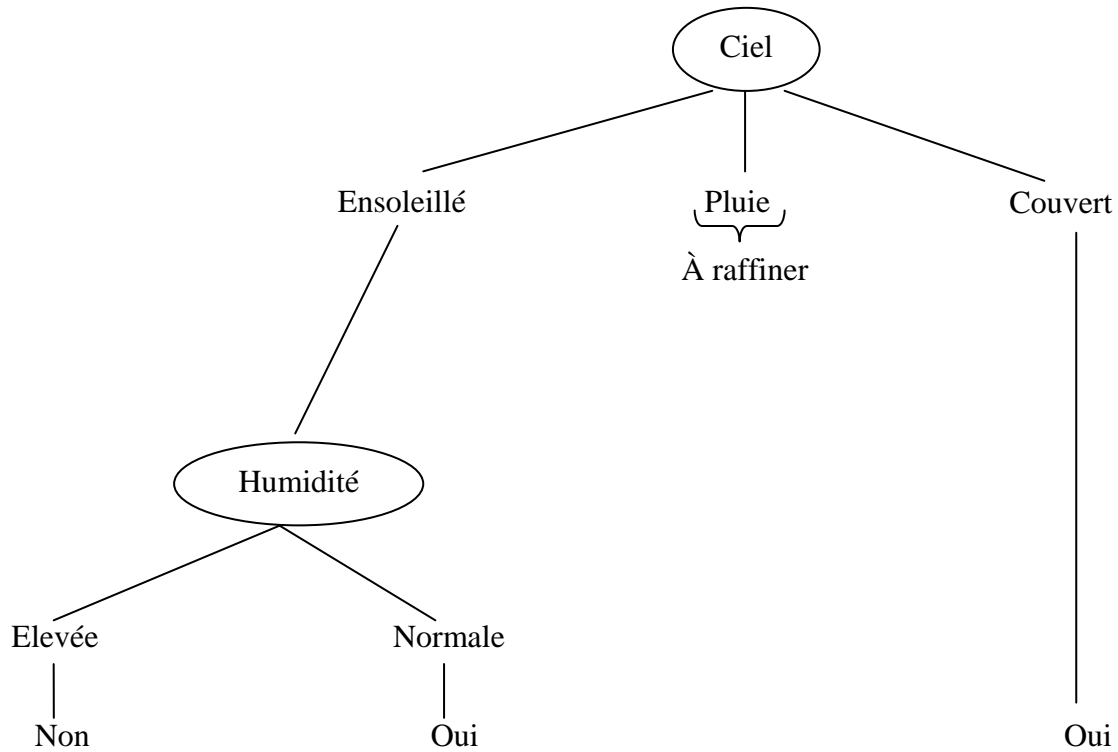 Ciel
Ensoleillé
Pluie
Couvert
À raffiner
Humidité
Elevée
Normale
Non
Oui
Oui